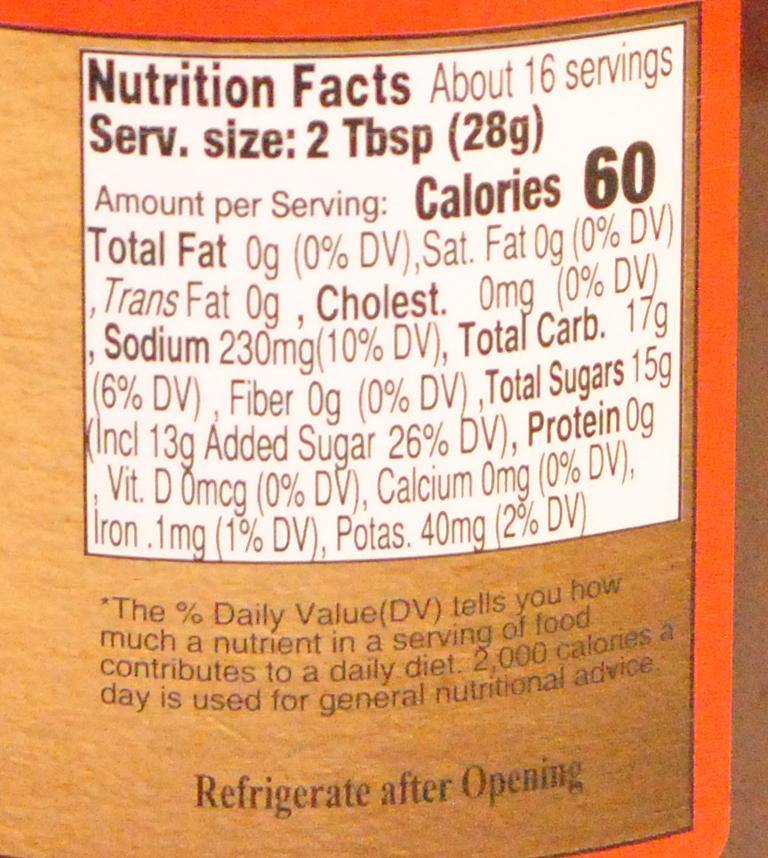 Nutrition Facts About 16 servings
Serv. size: 2 Tbsp (28g)
Amount per Serving: Calories 60
Total Fat 0g (0% DV),Sat. Fat 0g (0% DV)
, Trans Fat 0g , Cholest. 0mg (0% DV)
, Sodium 230mg(10% DV), Total Carb. 17g
(6% DV) , Fiber 0g (0% DV) ,Total Sugars 15g
(Incl 13g Added Sugar 26% DV), Protein 0g
, Vit. D 0mcg (0% DV), Calcium 0mg (0% DV),
Iron .1mg (1% DV), Potas. 40mg (2% DV)
*The % Daily Value(DV) tells you how
much a nutrient in a serving of food
contributes to a daily diet. 2,000 calories a
day is used for general nutritional advice.
Refrigerate after Opening